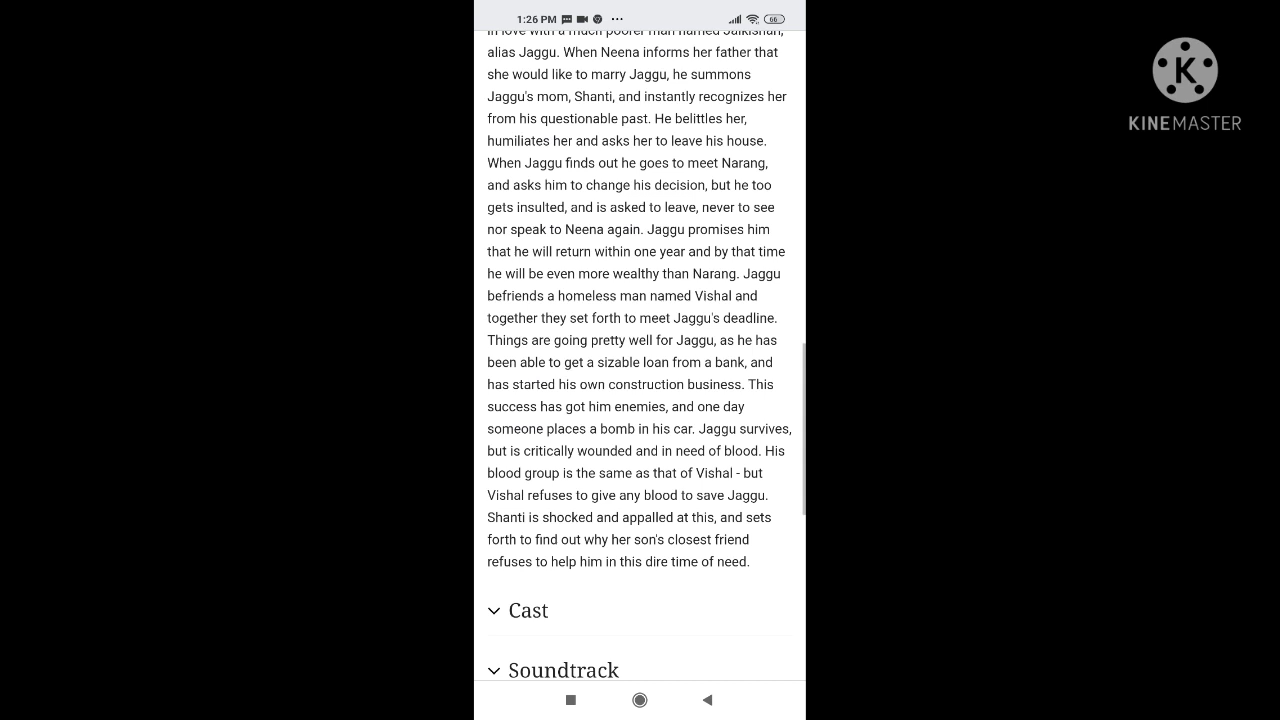 1:26 PM
66
in love with a much poorer man named Jaikishan,
alias Jaggu. When Neena informs her father that
she would like to marry Jaggu, he summons
Jaggu's mom, Shanti, and instantly recognizes her
from his questionable past. He belittles her,
humiliates her and asks her to leave his house.
When Jaggu finds out he goes to meet Narang,
and asks him to change his decision, but he too
gets insulted, and is asked to leave, never to see
nor speak to Neena again. Jaggu promises him
that he will return within one year and by that time
he will be even more wealthy than Narang. Jaggu
befriends a homeless man named Vishal and
together they set forth to meet Jaggu's deadline.
Things are going pretty well for Jaggu, as he has
been able to get a sizable loan from a bank, and
has started his own construction business. This
success has got him enemies, and one day
someone places a bomb in his car. Jaggu survives,
but is critically wounded and in need of blood. His
blood group is the same as that of Vishal - but
Vishal refuses to give any blood to save Jaggu.
Shanti is shocked and appalled at this, and sets
forth to find out why her son's closest friend
refuses to help him in this dire time of need.
Cast
Soundtrack
K
KINEMASTER